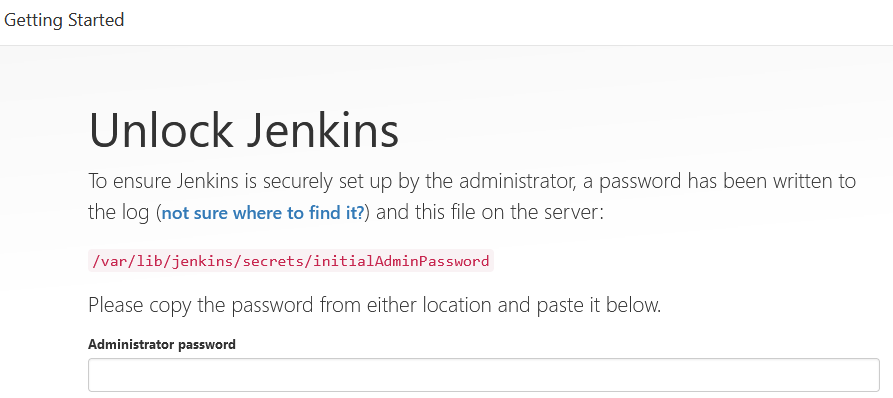 Getting Started
Unlock Jenkins
To ensure Jenkins is securely set up by the administrator, a password has been written to
the log (not sure where to find it?) and this file on the server:
/var/lib/jenkins/secrets/initialAdminPassword
Please copy the password from either location and paste it below.
Administrator password